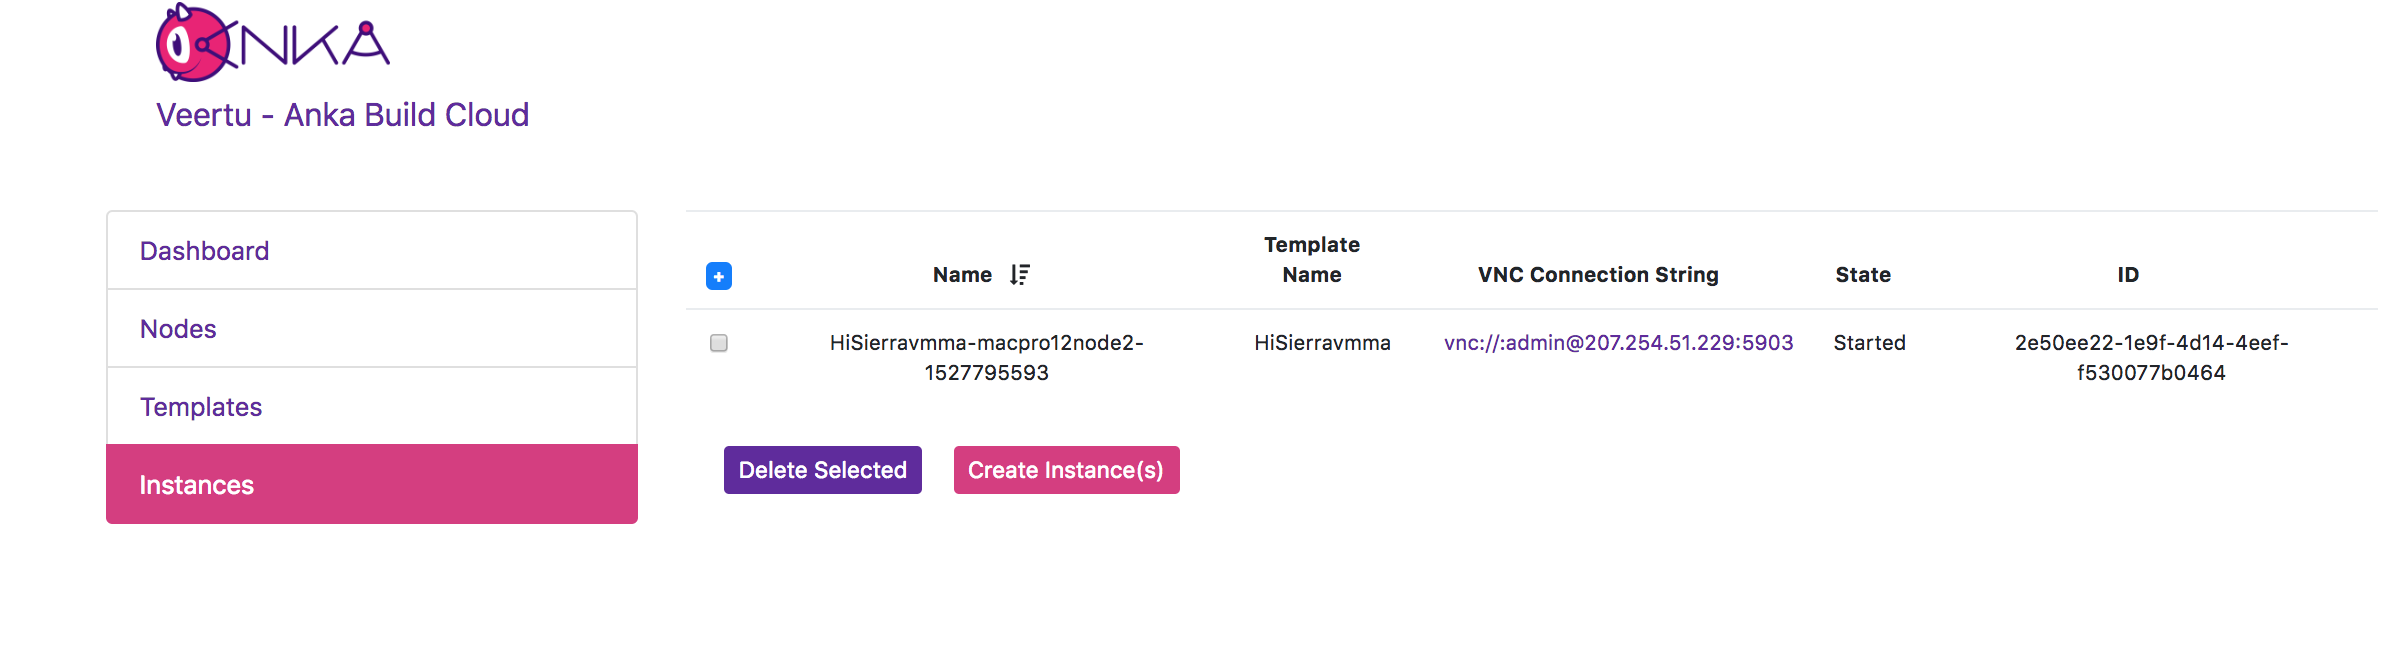 ANKA
Veertu - Anka Build Cloud
Dashboard
Nodes
Templates
Instances
Name
Template
Name
VNC Connection String
State
ID
HiSierravmma-macpro12node2-
1527795593
HiSierravmma
vnc://:admin@207.254.51.229:5903
Started
2e50ee22-1e9f-4d14-4eef-
f530077b0464
Delete Selected
Create Instance(s)